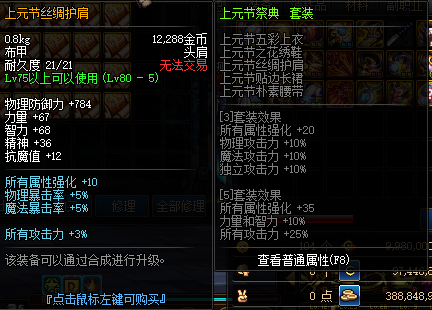 上元节丝绸护肩
0.8kg 12,288金币
布甲 头肩
耐久度 21/21 无法交易
Lv75以上可以使用 (Lv80 - 5)
物理防御力 +784
力量 +67
智力 +68
精神 +36
抗魔值 +12
所有属性强化 +10
物理暴击率 +5%
魔法暴击率 +5%
所有攻击力 +3%
该装备可以通过合成进行升级。
『点击鼠标左键可购买』
上元节祭典 套装
上元节五彩上衣
上元节之花绣鞋
上元节丝绸护肩
上元节贴边长裙
上元节朴素腰带
[3]套装效果
所有属性强化 +20
物理攻击力 +10%
魔法攻击力 +10%
独立攻击力 +10%
[5]套装效果
所有属性强化 +35
力量和智力 +10%
所有攻击力 +25%
查看普通属性(F8)
修理
全部修理
0 点
388,848,9